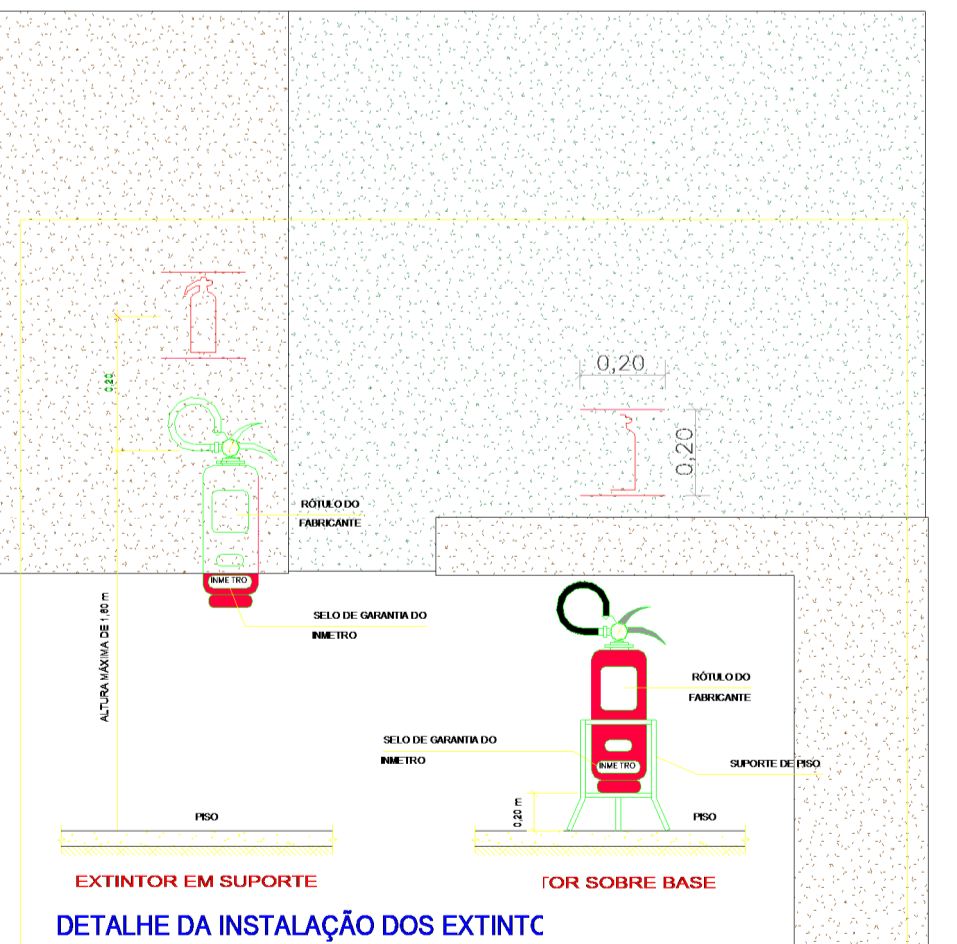 0,20
0,20
0,20
RÓTULO DO
FABRICANTE
INMETRO
SELO DE GARANTIA DO
INMETRO
ALTURA MÁXIMA DE 1,60 m
RÓTULO DO
FABRICANTE
SELO DE GARANTIA DO
INMETRO
INMETRO
SUPORTE DE PISO
0,20 m
PISO
PISO
EXTINTOR EM SUPORTE
TOR SOBRE BASE
DETALHE DA INSTALAÇÃO DOS EXTINTO